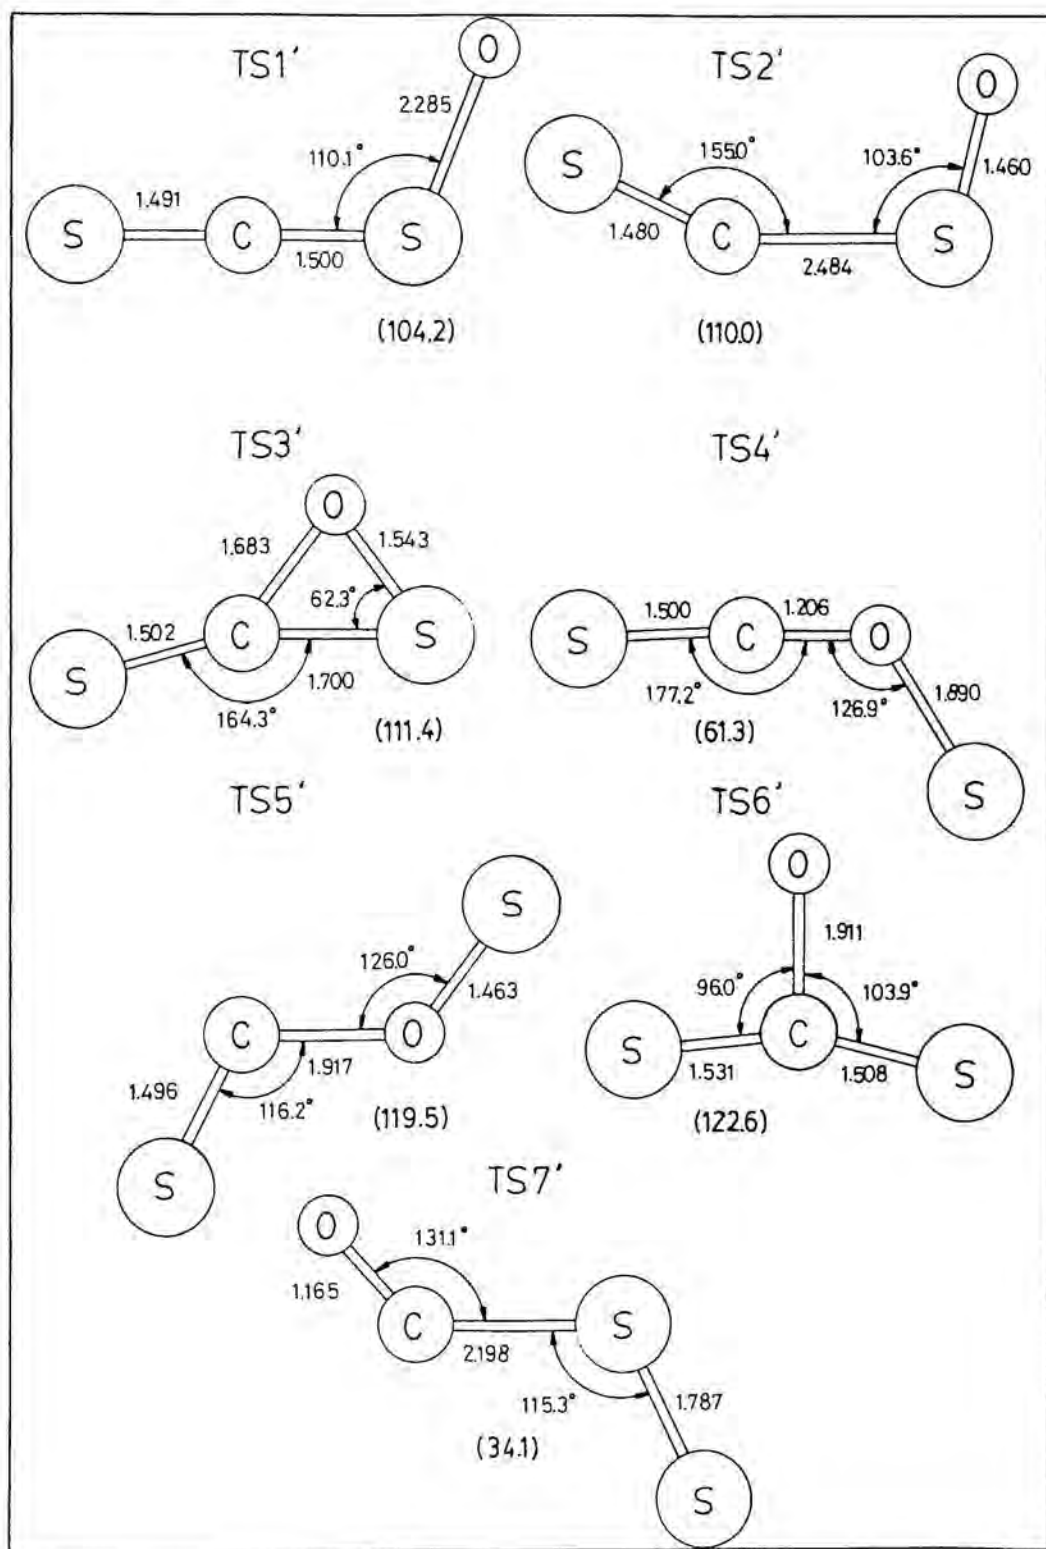 TS1'
S
C
S
O
1.491
1.500
110.1°
2.285
(104.2)
TS2'
S
C
S
O
155.0°
103.6°
1.480
2.484
1.460
(110.0)
TS3'
O
1.683
1.543
62.3°
S
C
S
1.502
1.700
164.3°
(111.4)
TS4'
S
C
O
S
1.500
1.206
177.2°
126.9°
1.890
(61.3)
TS5'
S
126.0°
1.463
C
O
1.917
1.496
116.2°
S
(119.5)
TS6'
O
1.911
96.0°
103.9°
S
C
S
1.531
1.508
(122.6)
TS7'
O
131.1°
1.165
C
S
2.198
115.3°
1.787
S
(34.1)